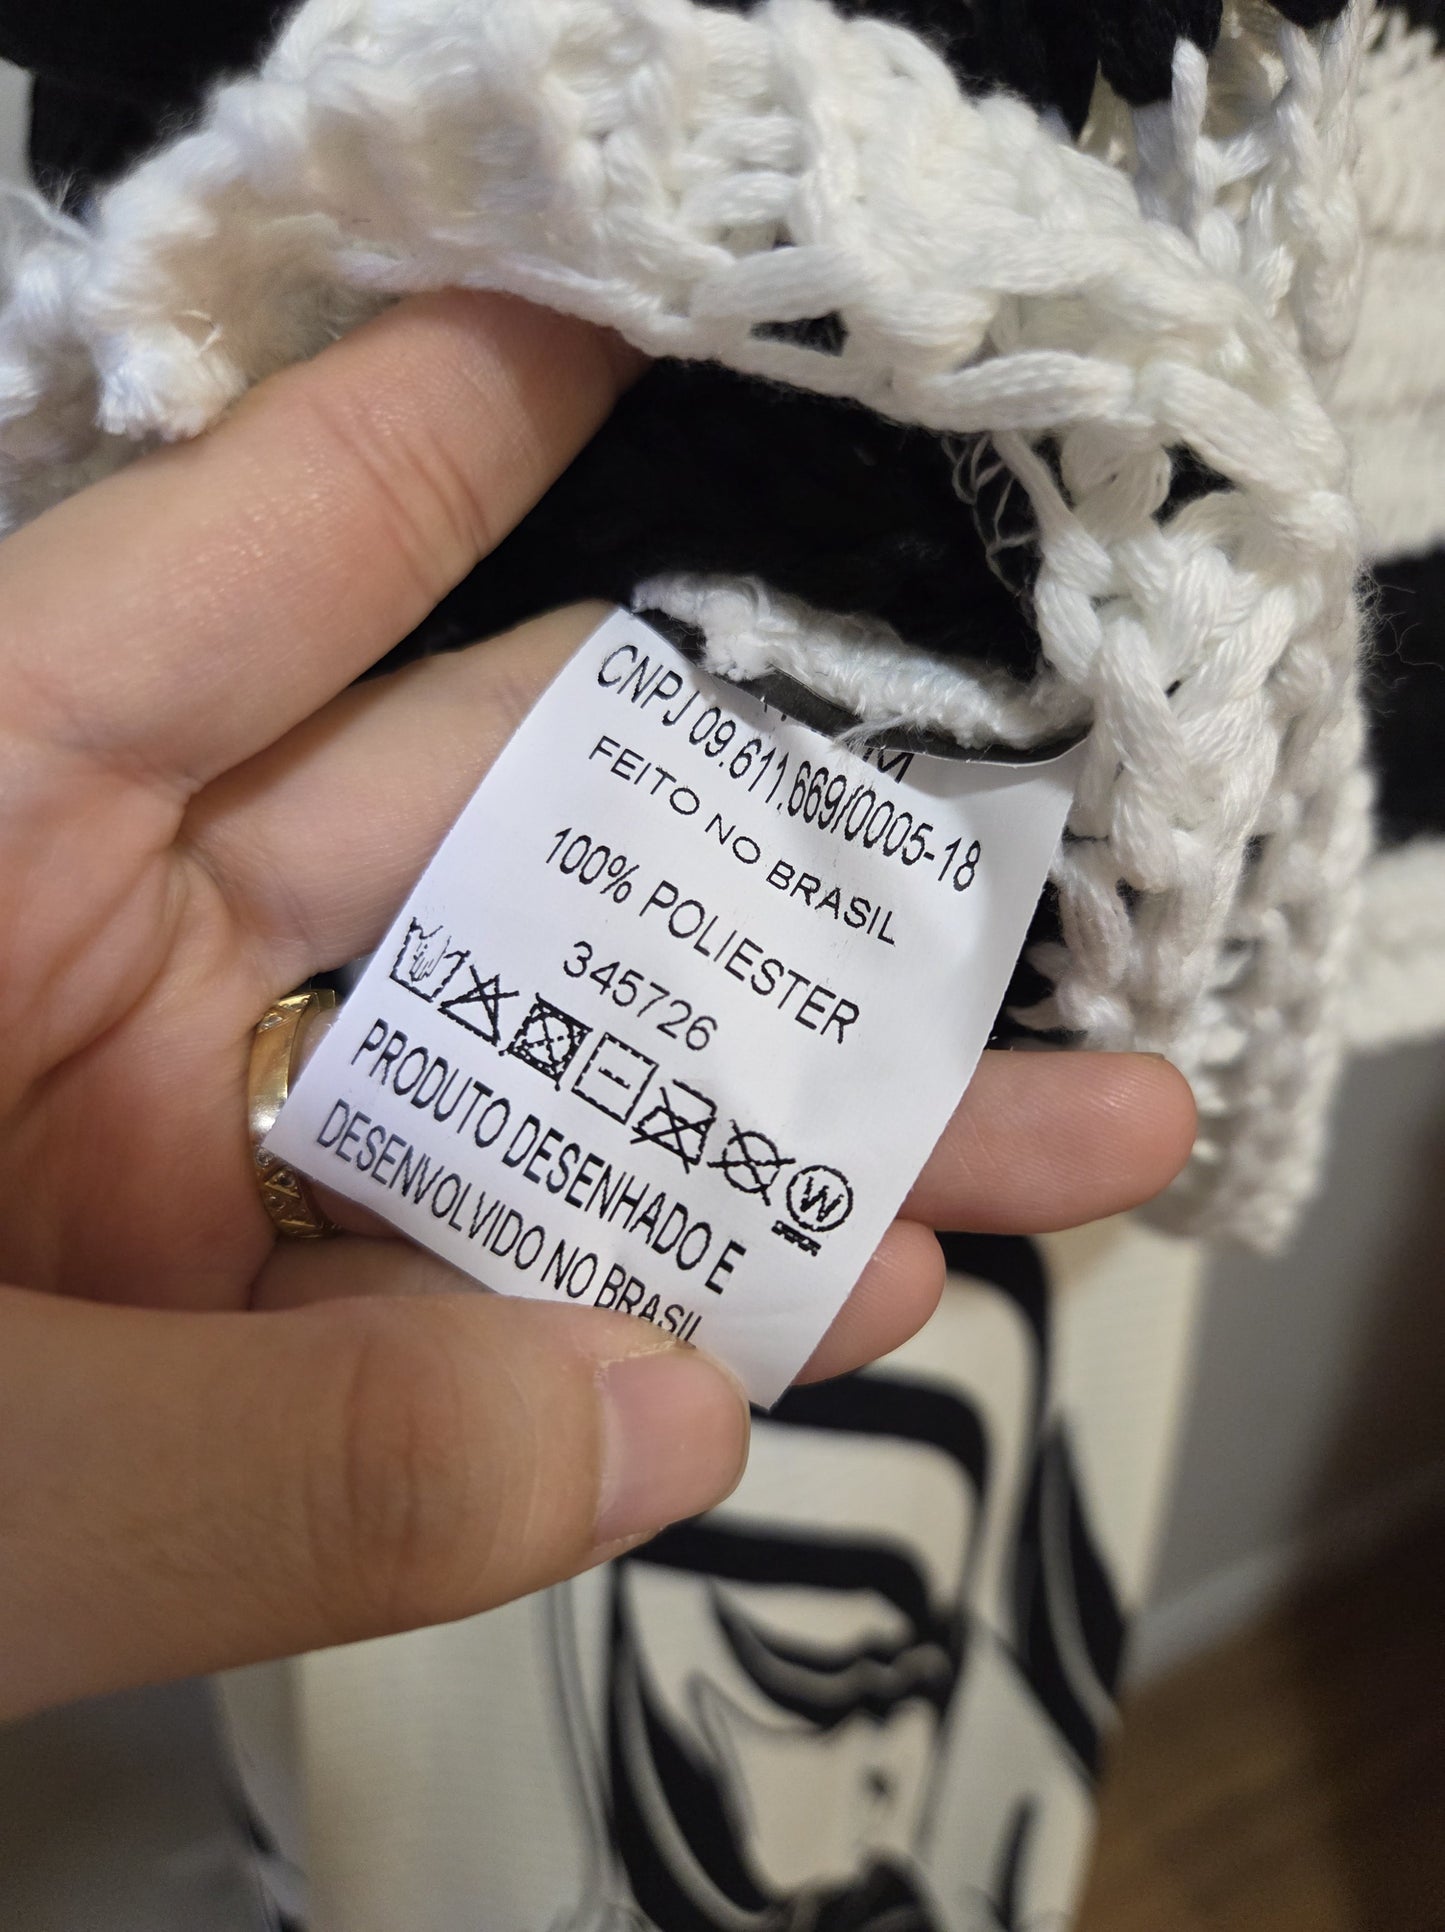 M
CNPJ 09.611.669/0005-18
FEITO NO BRASIL
100% POLIESTER
345726
W
PRODUTO DESENHADO E
DESENVOLVIDO NO BRASIL